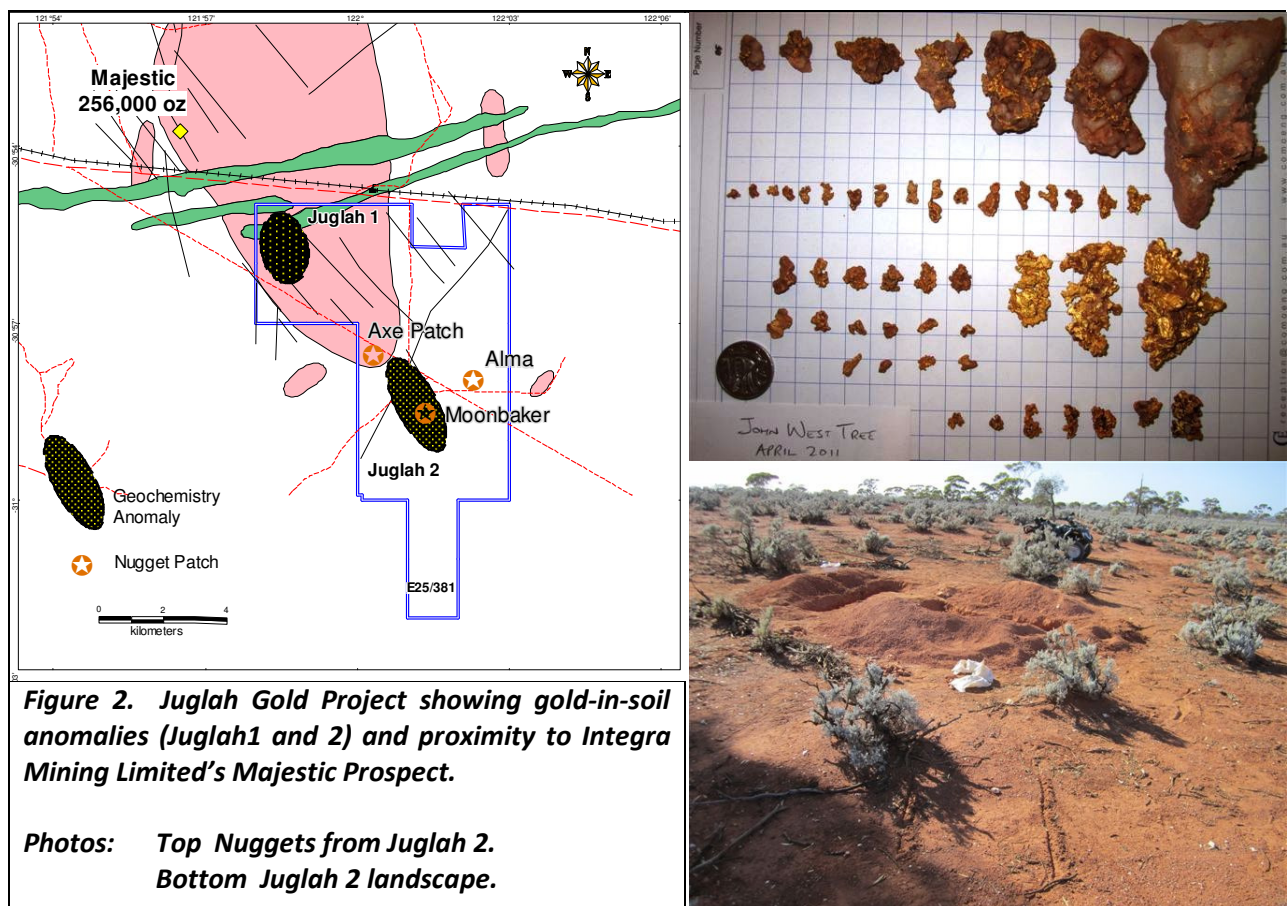 121 °54'
121 °57'
122 °
122 °03'
122 °06'
N
W E
S
Majestic
256,000 oz
-30 °54'
Juglah 1
-30 °57'
Axe Patch
Alma
Moonbaker
Juglah 2
-31 °
Geochemistry
Anomaly
Nugget Patch
E25/381
0 2 4
kilometers
03'
Figure 2. Juglah Gold Project showing gold-in-soil
anomalies (Juglah1 and 2) and proximity to Integra
Mining Limited's Majestic Prospect.
Photos: Top Nuggets from Juglah 2.
Bottom Juglah 2 landscape.
Page Number
JOHN WEST TREE
APRIL 2011